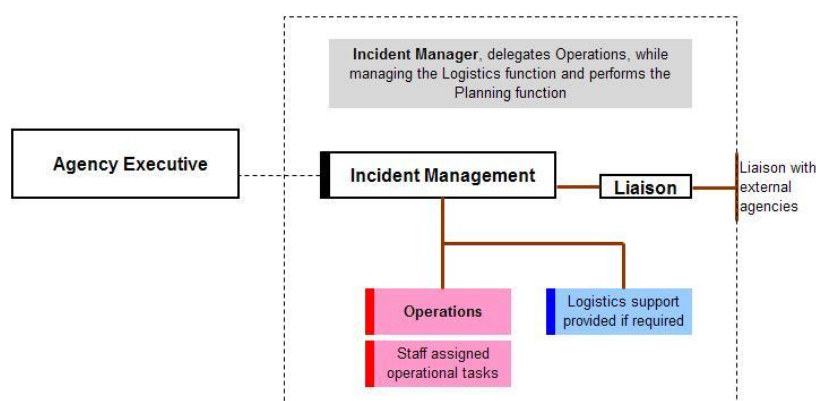 Incident Manager, delegates Operations, while
managing the Logistics function and performs the
Planning function
Agency Executive
Incident Management
Liaison
Liaison with
external
agencies
Operations
Logistics support
provided if required
Staff assigned
operational tasks